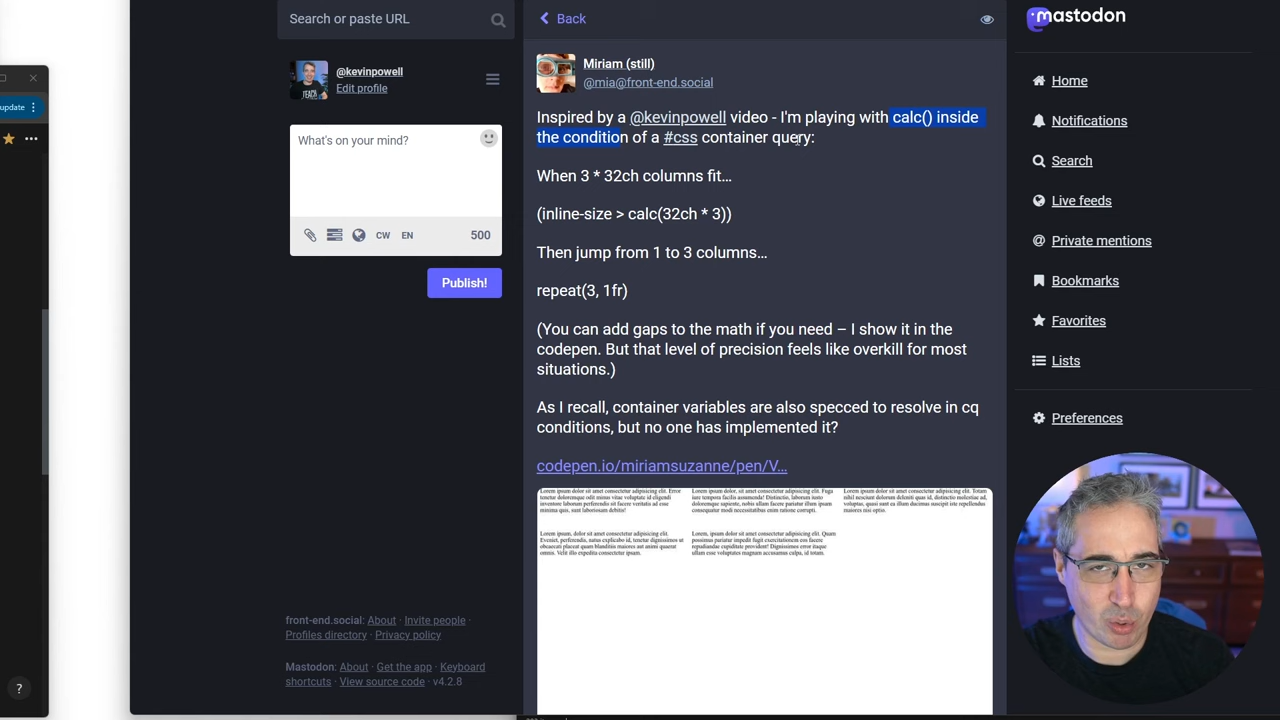 update
?
Search or paste URL
@kevinpowell
Edit profile
What's on your mind?
CW
EN
500
Publish!
front-end.social: About · Invite people ·
Profiles directory · Privacy policy
Mastodon: About · Get the app · Keyboard
shortcuts · View source code · v4.2.8
Back
Miriam (still)
@mia@front-end.social
Inspired by a @kevinpowell video - I'm playing with calc() inside
the condition of a #css container query:
When 3 * 32ch columns fit…
(inline-size > calc(32ch * 3))
Then jump from 1 to 3 columns…
repeat(3, 1fr)
(You can add gaps to the math if you need – I show it in the
codepen. But that level of precision feels like overkill for most
situations.)
As I recall, container variables are also specced to resolve in cq
conditions, but no one has implemented it?
codepen.io/miriamsuzanne/pen/V…
mastodon
Home
Notifications
Search
Live feeds
Private mentions
Bookmarks
Favorites
Lists
Preferences